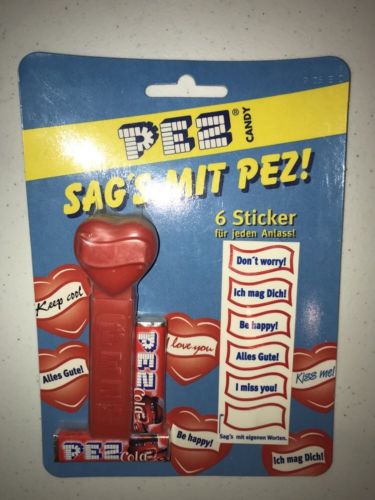 PEZ®
CANDY
SAG'S MIT PEZ!
6 Sticker
für jeden Anlass!
Don't worry!
Ich mag Dich!
Be happy!
Alles Gute!
I miss you!
Sag's mit eigenen Worten.
Keep cool
Alles Gute!
I love you
Kiss me!
Be happy!
Ich mag Dich!
PEZ
Cola
PEZ
Cola